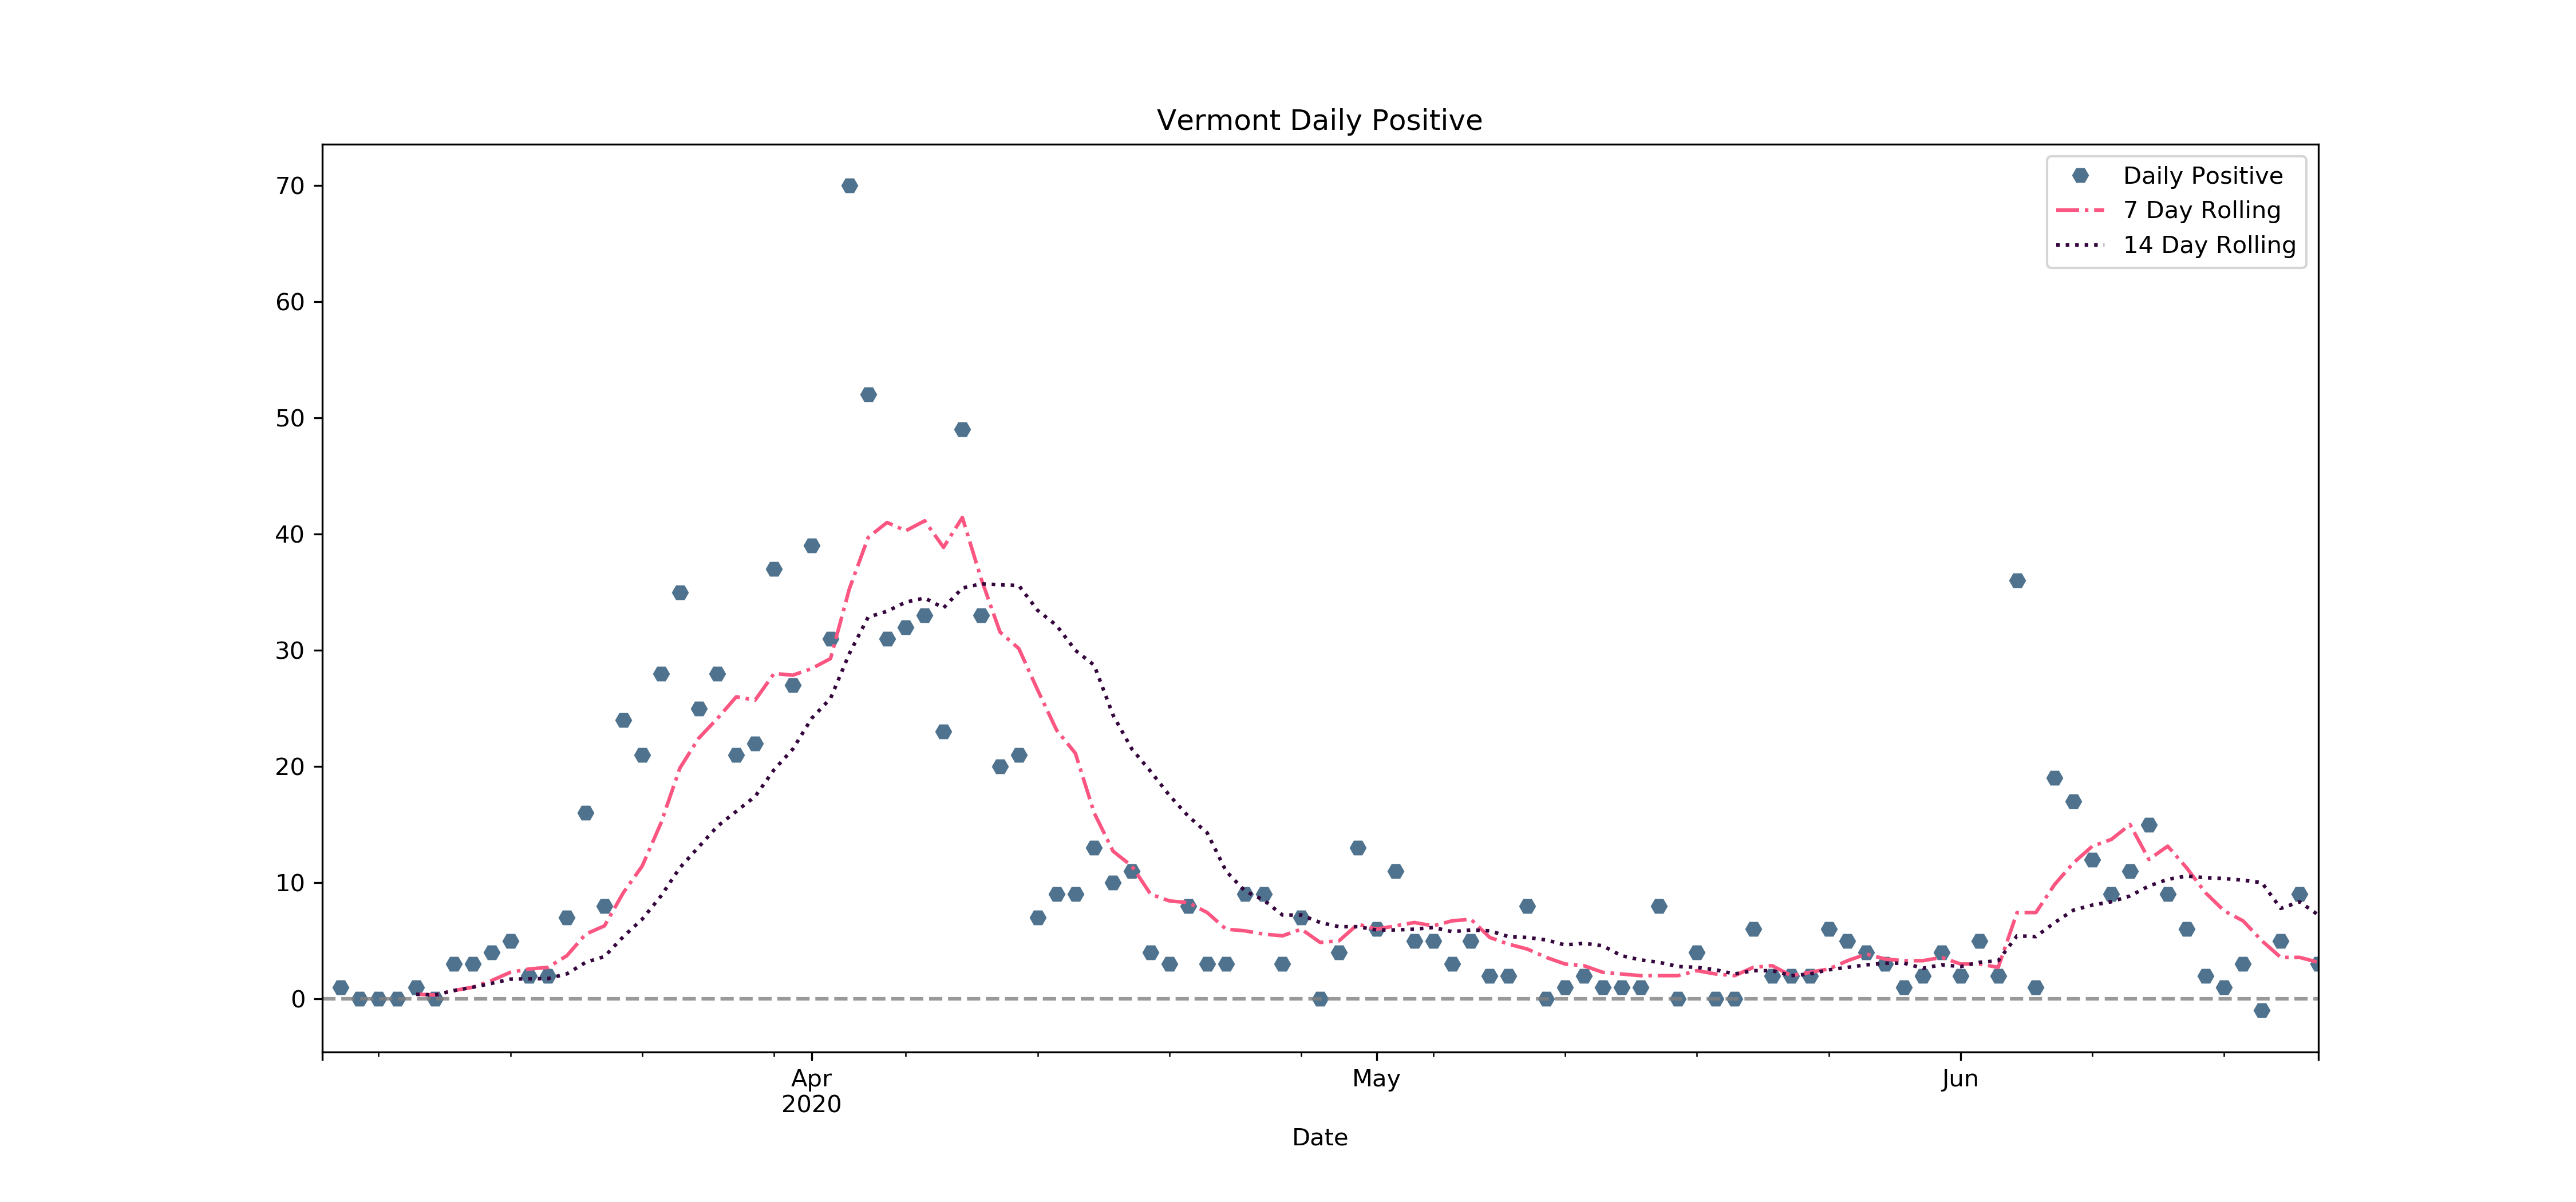 Vermont Daily Positive
70
60
50
40
30
20
10
0
Daily Positive
7 Day Rolling
14 Day Rolling
Apr
2020
May
Jun
Date